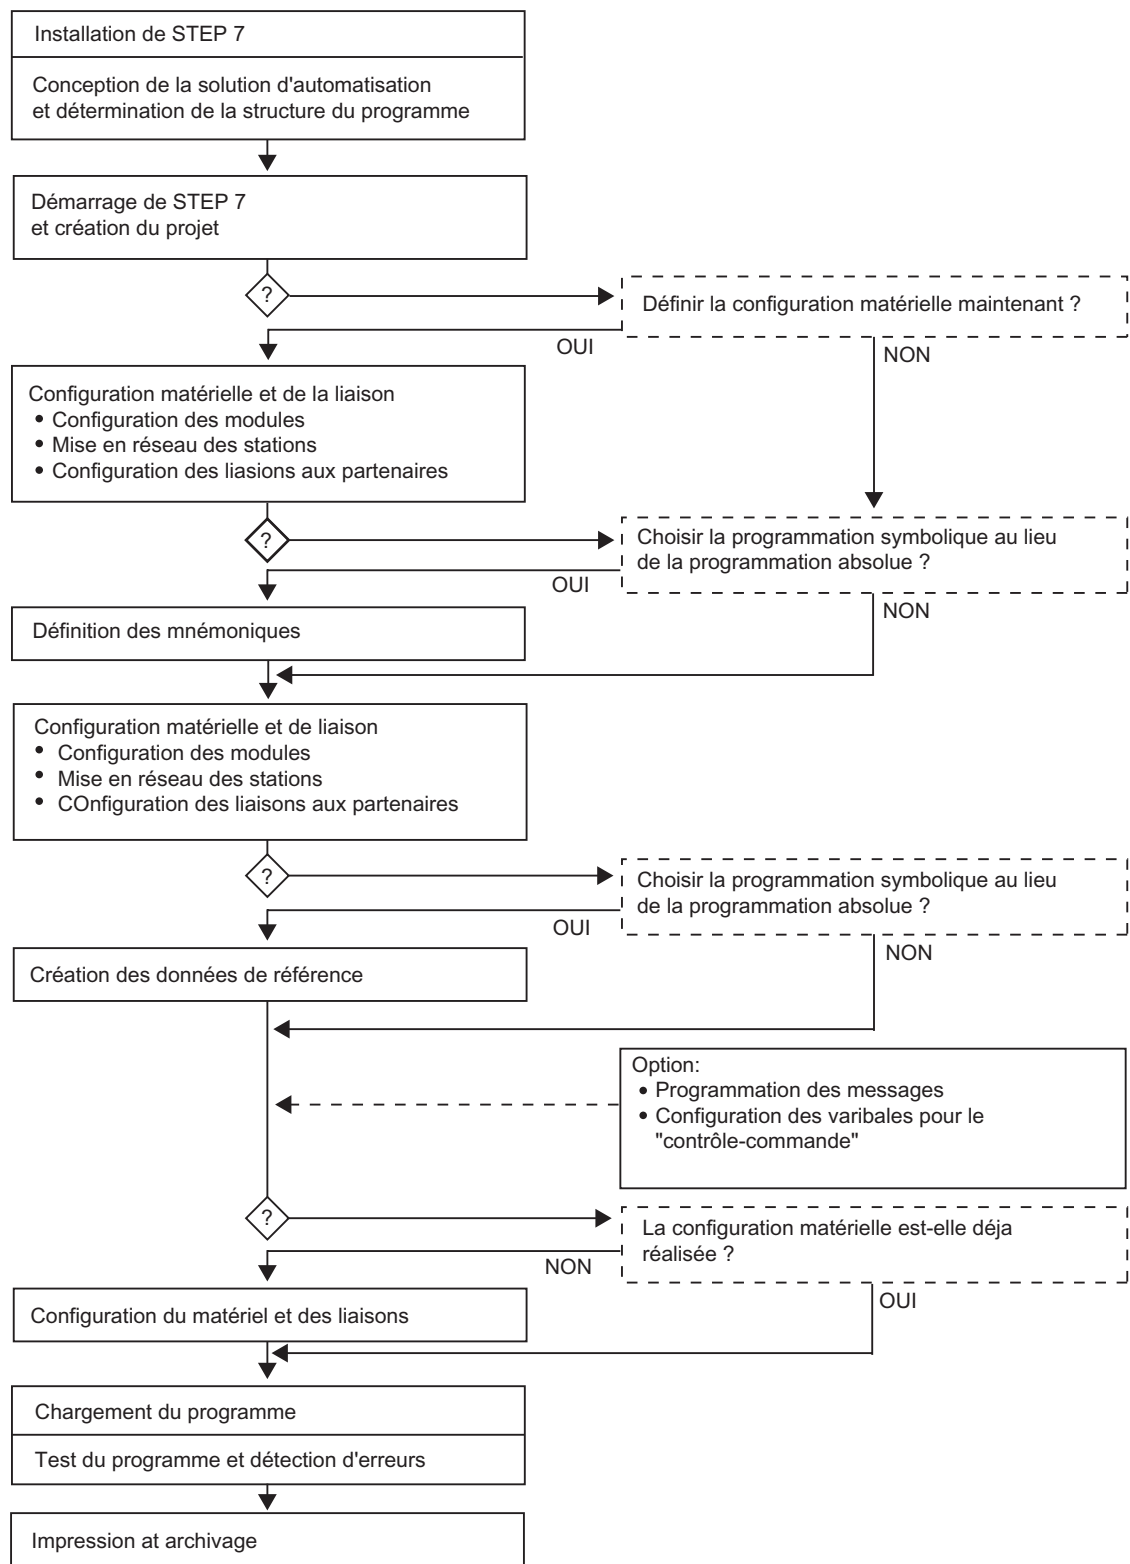 Installation de STEP 7
Conception de la solution d'automatisation
et détermination de la structure du programme
Démarrage de STEP 7
et création du projet
?
Définir la configuration matérielle maintenant ?
OUI
NON
Configuration matérielle et de la liaison
• Configuration des modules
• Mise en réseau des stations
• Configuration des liasions aux partenaires
?
Choisir la programmation symbolique au lieu
de la programmation absolue ?
OUI
NON
Définition des mnémoniques
Configuration matérielle et de liaison
• Configuration des modules
• Mise en réseau des stations
• COnfiguration des liaisons aux partenaires
?
Choisir la programmation symbolique au lieu
de la programmation absolue ?
OUI
NON
Création des données de référence
Option:
• Programmation des messages
• Configuration des varibales pour le
"contrôle-commande"
?
La configuration matérielle est-elle déja
réalisée ?
NON
OUI
Configuration du matériel et des liaisons
Chargement du programme
Test du programme et détection d'erreurs
Impression at archivage